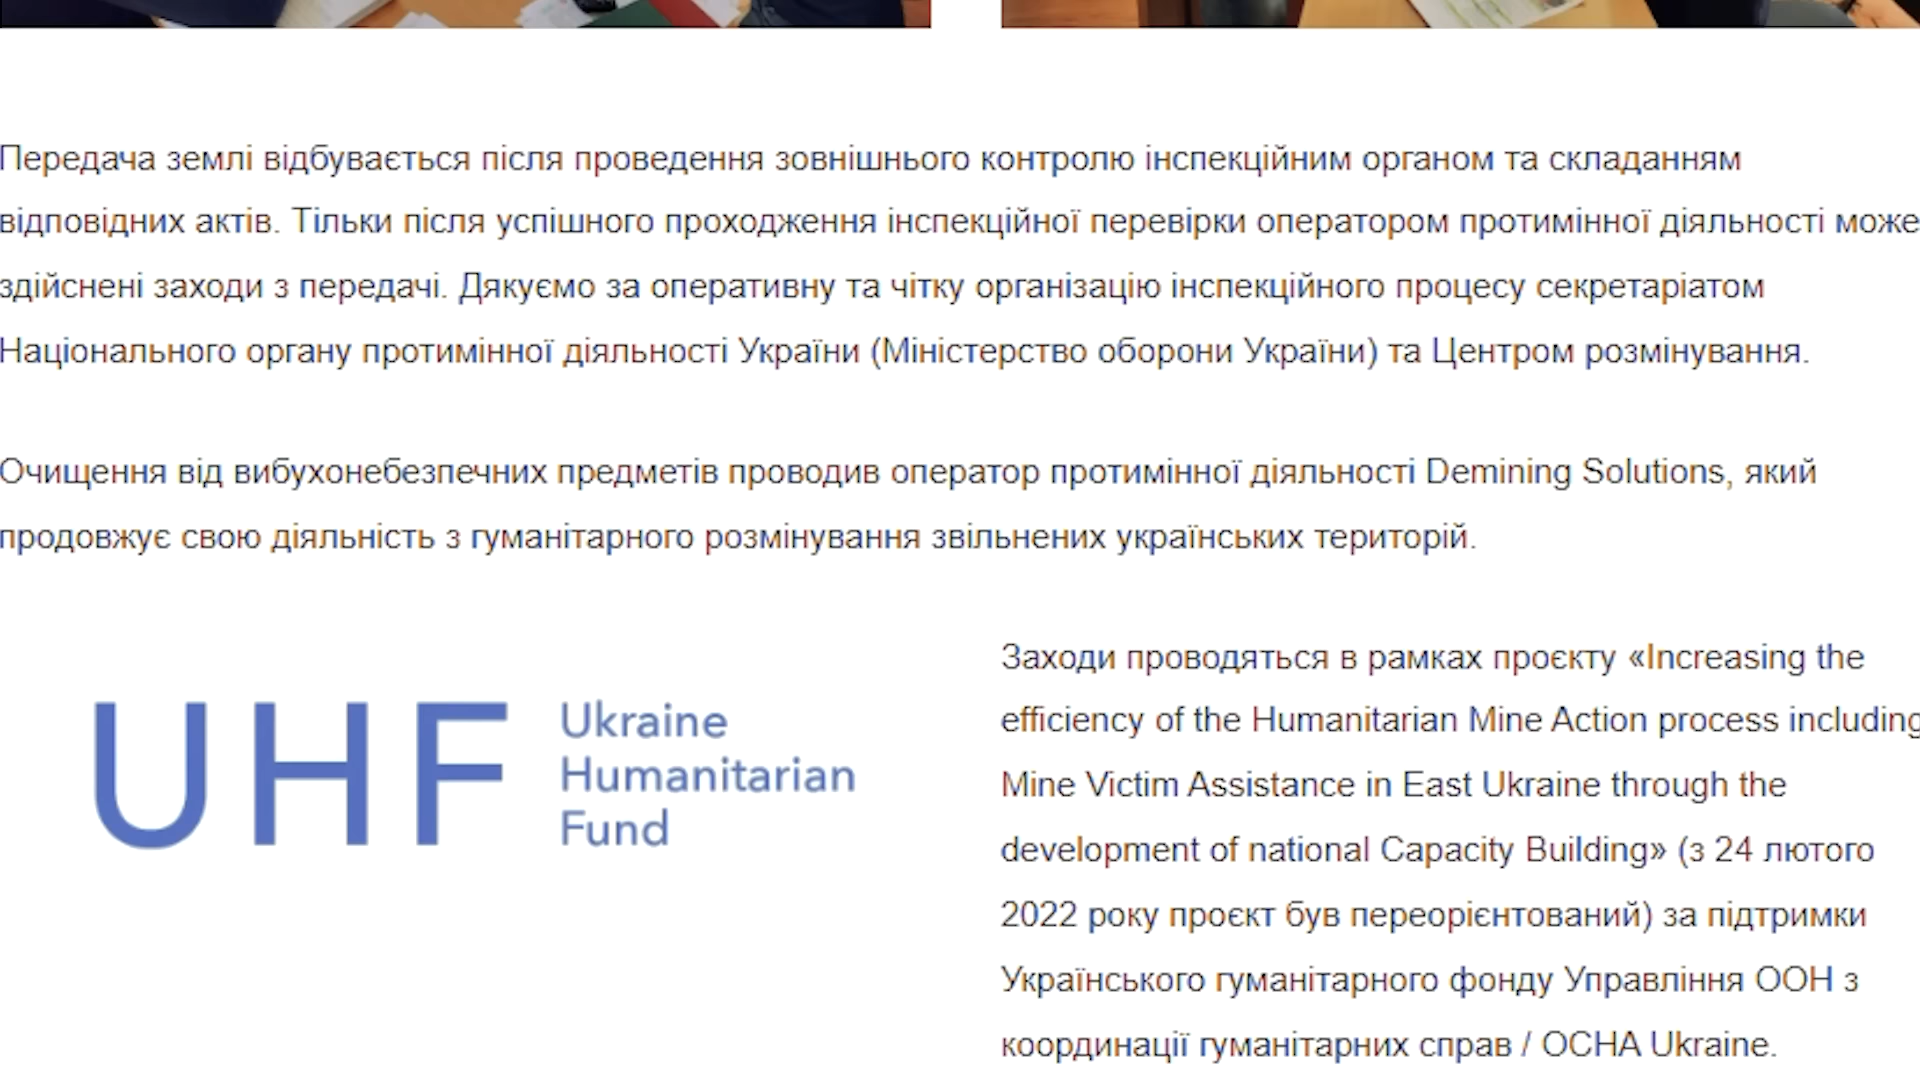 Передача землі відбувається після проведення зовнішнього контролю інспекційним органом та складанням
відповідних актів. Тільки після успішного проходження інспекційної перевірки оператором протимінної діяльності може
здійснені заходи з передачі. Дякуємо за оперативну та чітку організацію інспекційного процесу секретаріатом
Національного органу протимінної діяльності України (Міністерство оборони України) та Центром розмінування.
Очищення від вибухонебезпечних предметів проводив оператор протимінної діяльності Demining Solutions, який
продовжує свою діяльність з гуманітарного розмінування звільнених українських територій.
UHF
Ukraine
Humanitarian
Fund
Заходи проводяться в рамках проєкту «Increasing the
efficiency of the Humanitarian Mine Action process including
Mine Victim Assistance in East Ukraine through the
development of national Capacity Building» (з 24 лютого
2022 року проєкт був переорієнтований) за підтримки
Українського гуманітарного фонду Управління ООН з
координації гуманітарних справ / OCHA Ukraine.